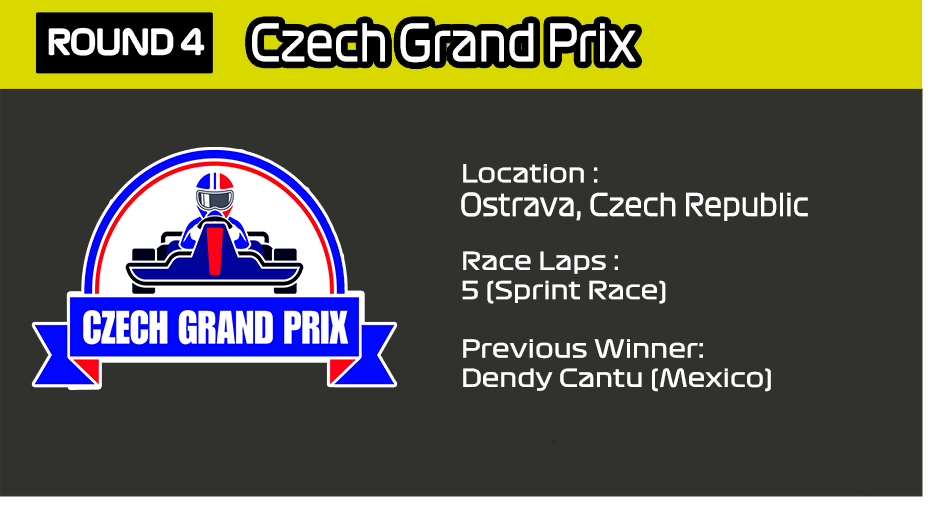 ROUND 4
Czech Grand Prix
CZECH GRAND PRIX
Location :
Ostrava, Czech Republic
Race Laps :
5 (Sprint Race)
Previous Winner:
Dendy Cantu (Mexico)